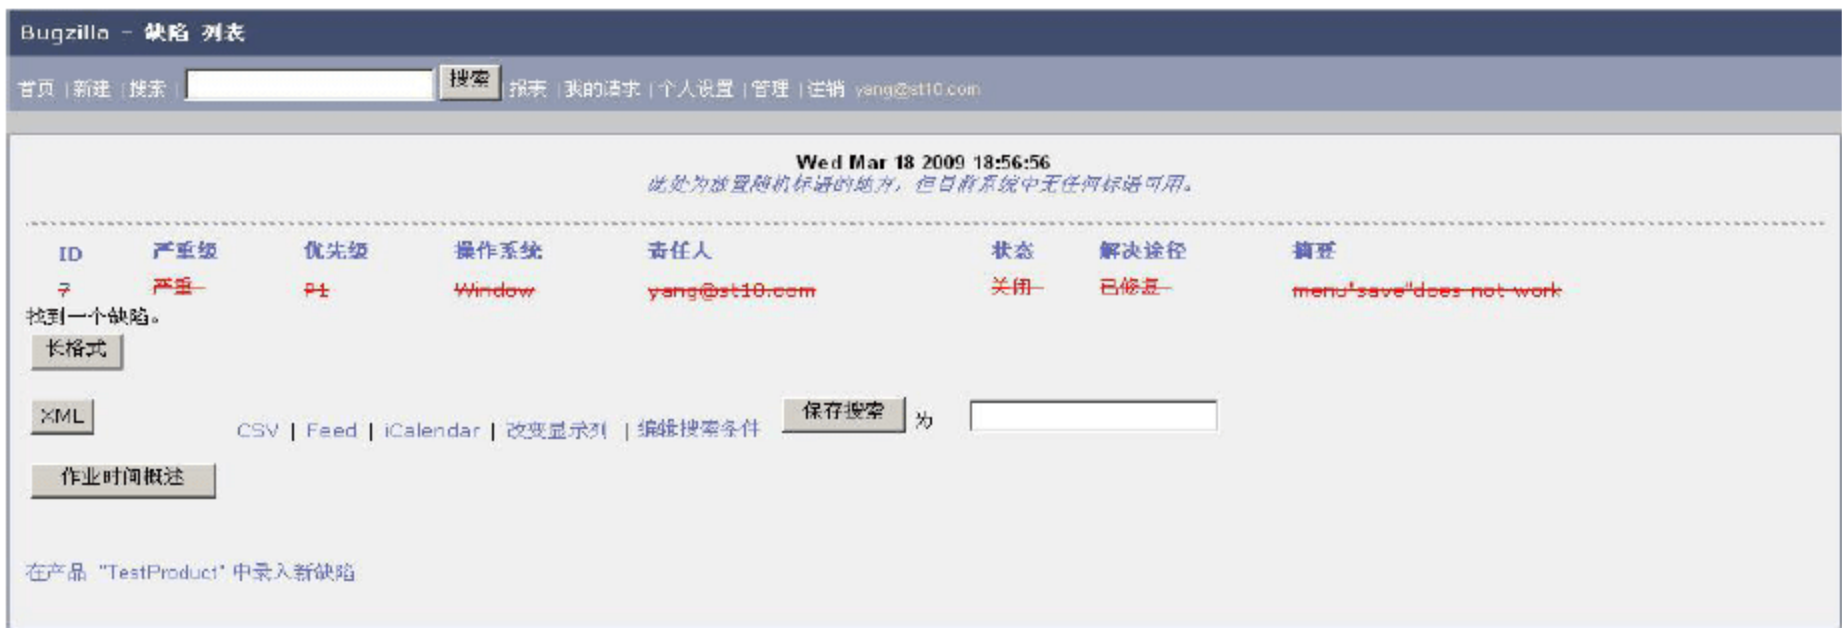 Bugzilla - 缺陷 列表
首页 | 新建 | 搜索 | 搜索 | 报表 | 我的请求 | 个人设置 | 管理 | 注销 yang@st10.com
Wed Mar 18 2009 18:56:56
此处为放置随机标语的地方，但目前系统中无任何标语可用。
ID 严重级 优先级 操作系统 责任人 状态 解决途径 摘要
7 严重 P1 Window yang@st10.com 关闭 已修复 menu"save"does not work
找到一个缺陷。
长格式
XML CSV | Feed | iCalendar | 改变显示列 | 编辑搜索条件 保存搜索 为
作业时间概述
在产品 "TestProduct" 中录入新缺陷